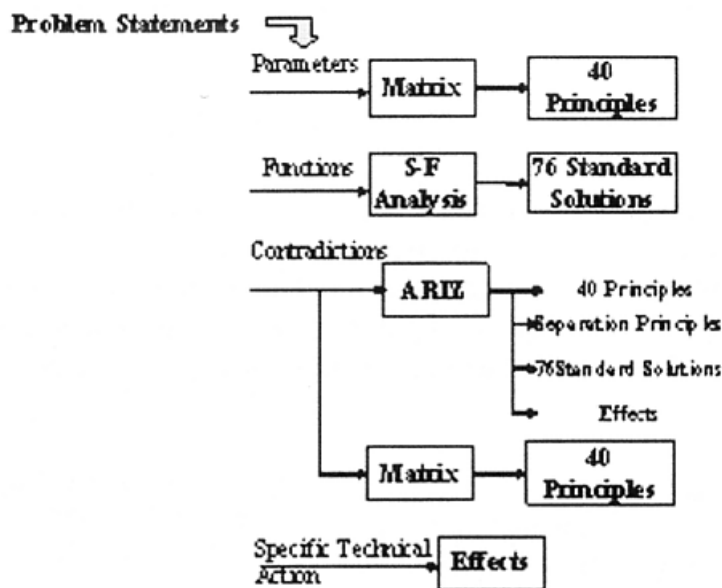 Problem Statements
Parameters
Matrix
40
Principles
Functions
S-F
Analysis
76 Standard
Solutions
Contradictions
ARIZ
40 Principles
Separation Principles
76Standard Solutions
Effects
Matrix
40
Principles
Specific Technical
Action
Effects